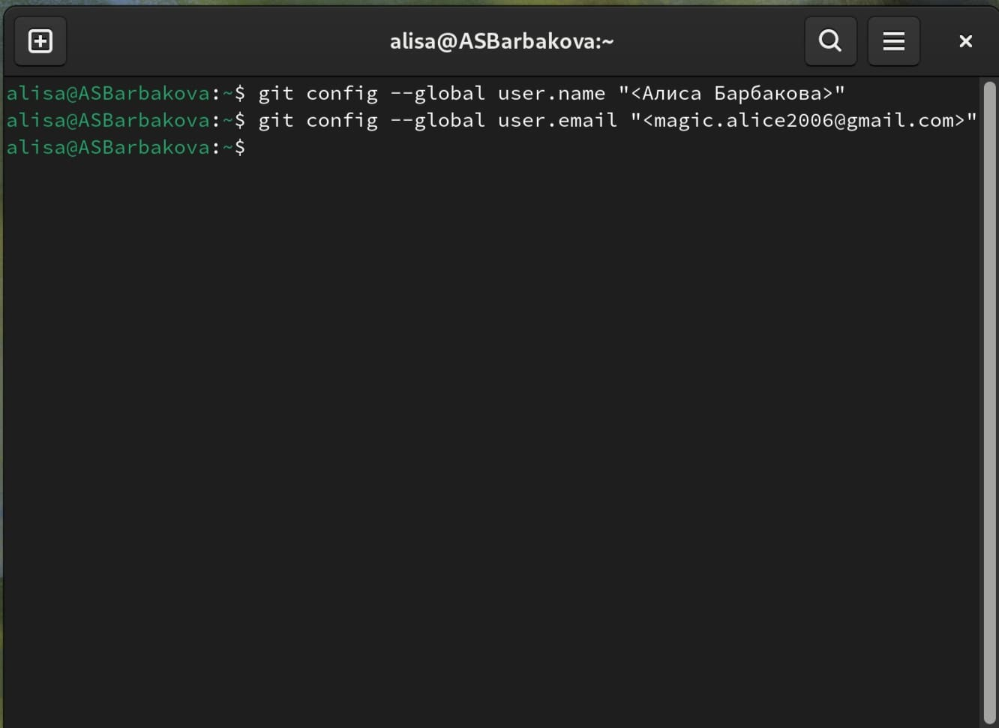 alisa@ASBarbakova:~
alisa@ASBarbakova:~$ git config --global user.name "<Алиса Барбакова>"
alisa@ASBarbakova:~$ git config --global user.email "<magic.alice2006@gmail.com>"
alisa@ASBarbakova:~$